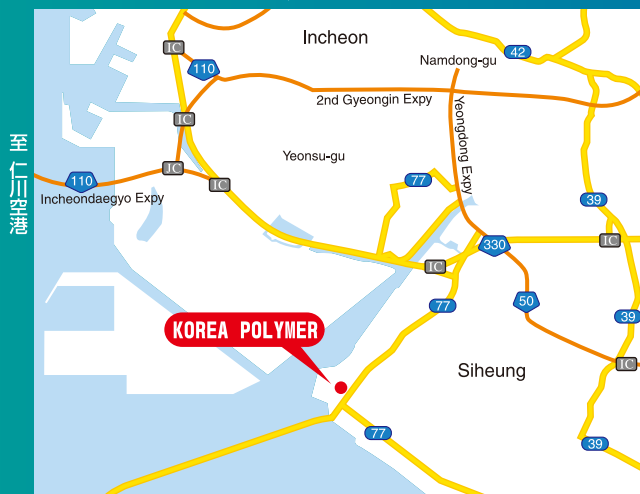 Incheon
42
IC
Namdong-gu
110
2nd Gyeongin Expy
Yeongdong Expy
IC
至 仁川空港
Yeonsu-gu
JC
110
IC
77
Incheondaegyo Expy
39
330
IC
IC
50
77
39
KOREA POLYMER
IC
Siheung
77
39